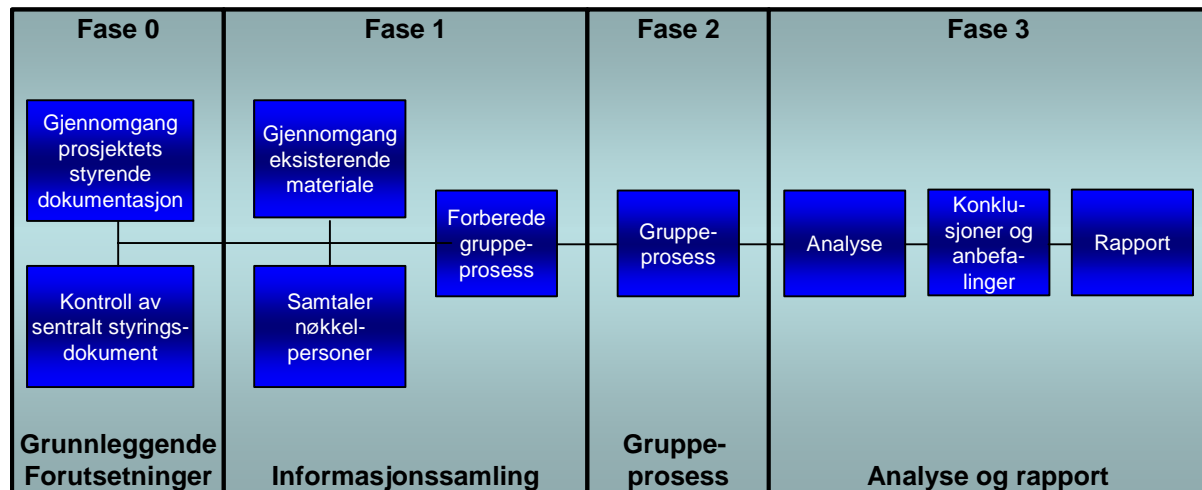 Fase 0
Fase 1
Fase 2
Fase 3
Gjennomgang
prosjektets
styrende
dokumentasjon
Kontroll av
sentralt styrings-
dokument
Gjennomgang
eksisterende
materiale
Samtaler
nøkkel-
personer
Forberede
gruppe-
prosess
Gruppe-
prosess
Analyse
Konklu-
sjoner og
anbefa-
linger
Rapport
Grunnleggende
Forutsetninger
Informasjonssamling
Gruppe-
prosess
Analyse og rapport